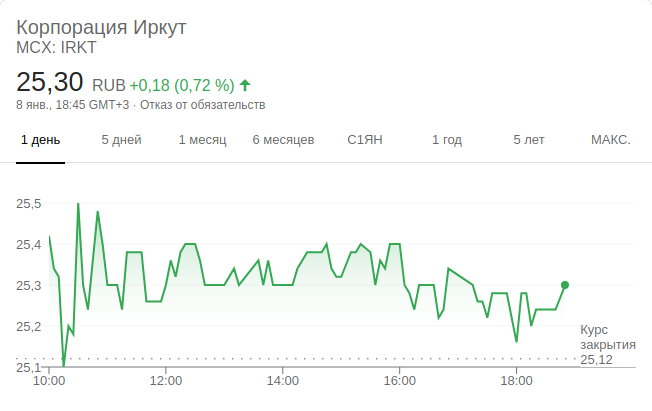 Корпорация Иркут
MCX: IRKT
25,30 RUB +0,18 (0,72 %)
8 янв., 18:45 GMT+3 · Отказ от обязательств
1 день 5 дней 1 месяц 6 месяцев С1ЯН 1 год 5 лет МАКС.
25,5
25,4
25,3
25,2
25,1
Курс
закрытия
25,12
10:00 12:00 14:00 16:00 18:00